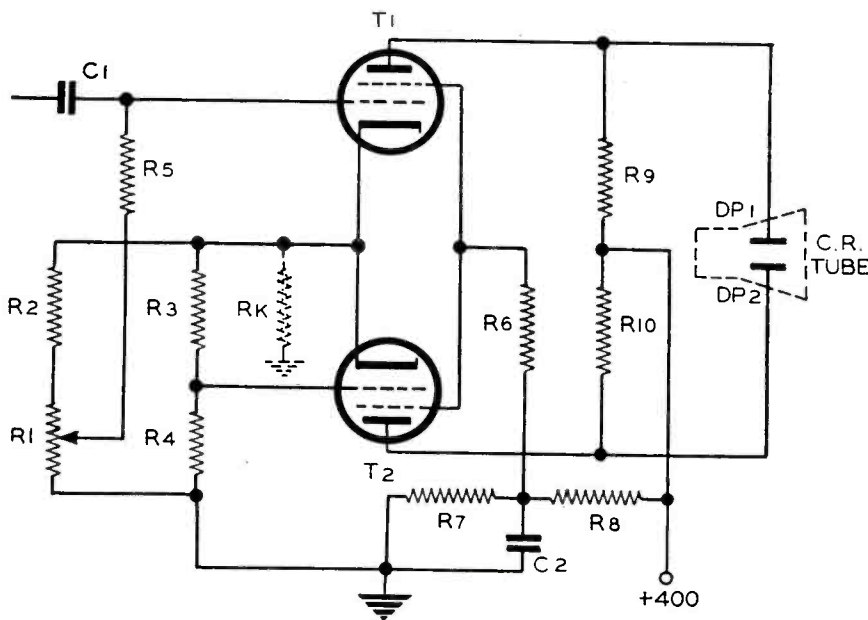 T1
C1
R5
R9
DP1
C.R.
TUBE
DP2
R2
R3
RK
R6
R10
R1
R4
T2
R7
R8
C2
+400